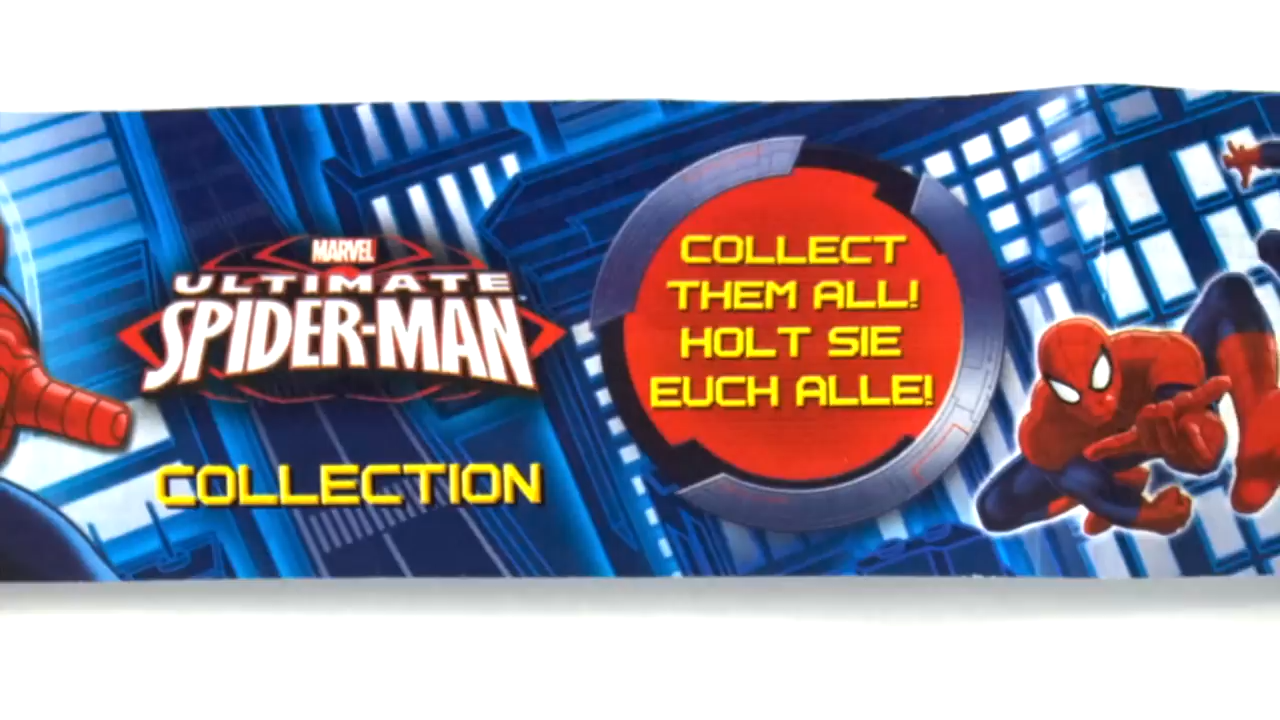 MARVEL
ULTIMATE
SPIDER-MAN
COLLECTION
COLLECT
THEM ALL!
HOLT SIE
EUCH ALLE!